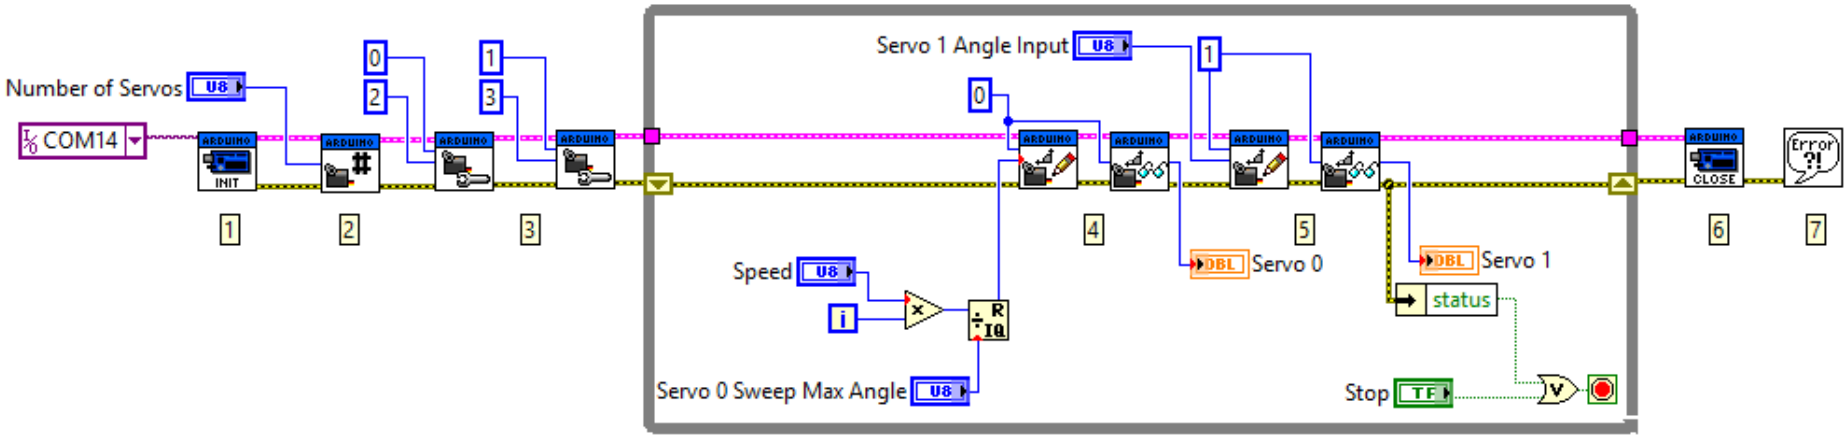 Number of Servos U8
I/O COM14
ARDUINO INIT
1
ARDUINO #
2
0
2
ARDUINO
1
3
ARDUINO
3
Servo 1 Angle Input U8
0
1
ARDUINO
ARDUINO
4
ARDUINO
ARDUINO
5
DBL Servo 0
DBL Servo 1
Speed U8
i
x
÷ R IQ
Servo 0 Sweep Max Angle U8
status
Stop TF
V
ARDUINO CLOSE
6
Error ?!
7